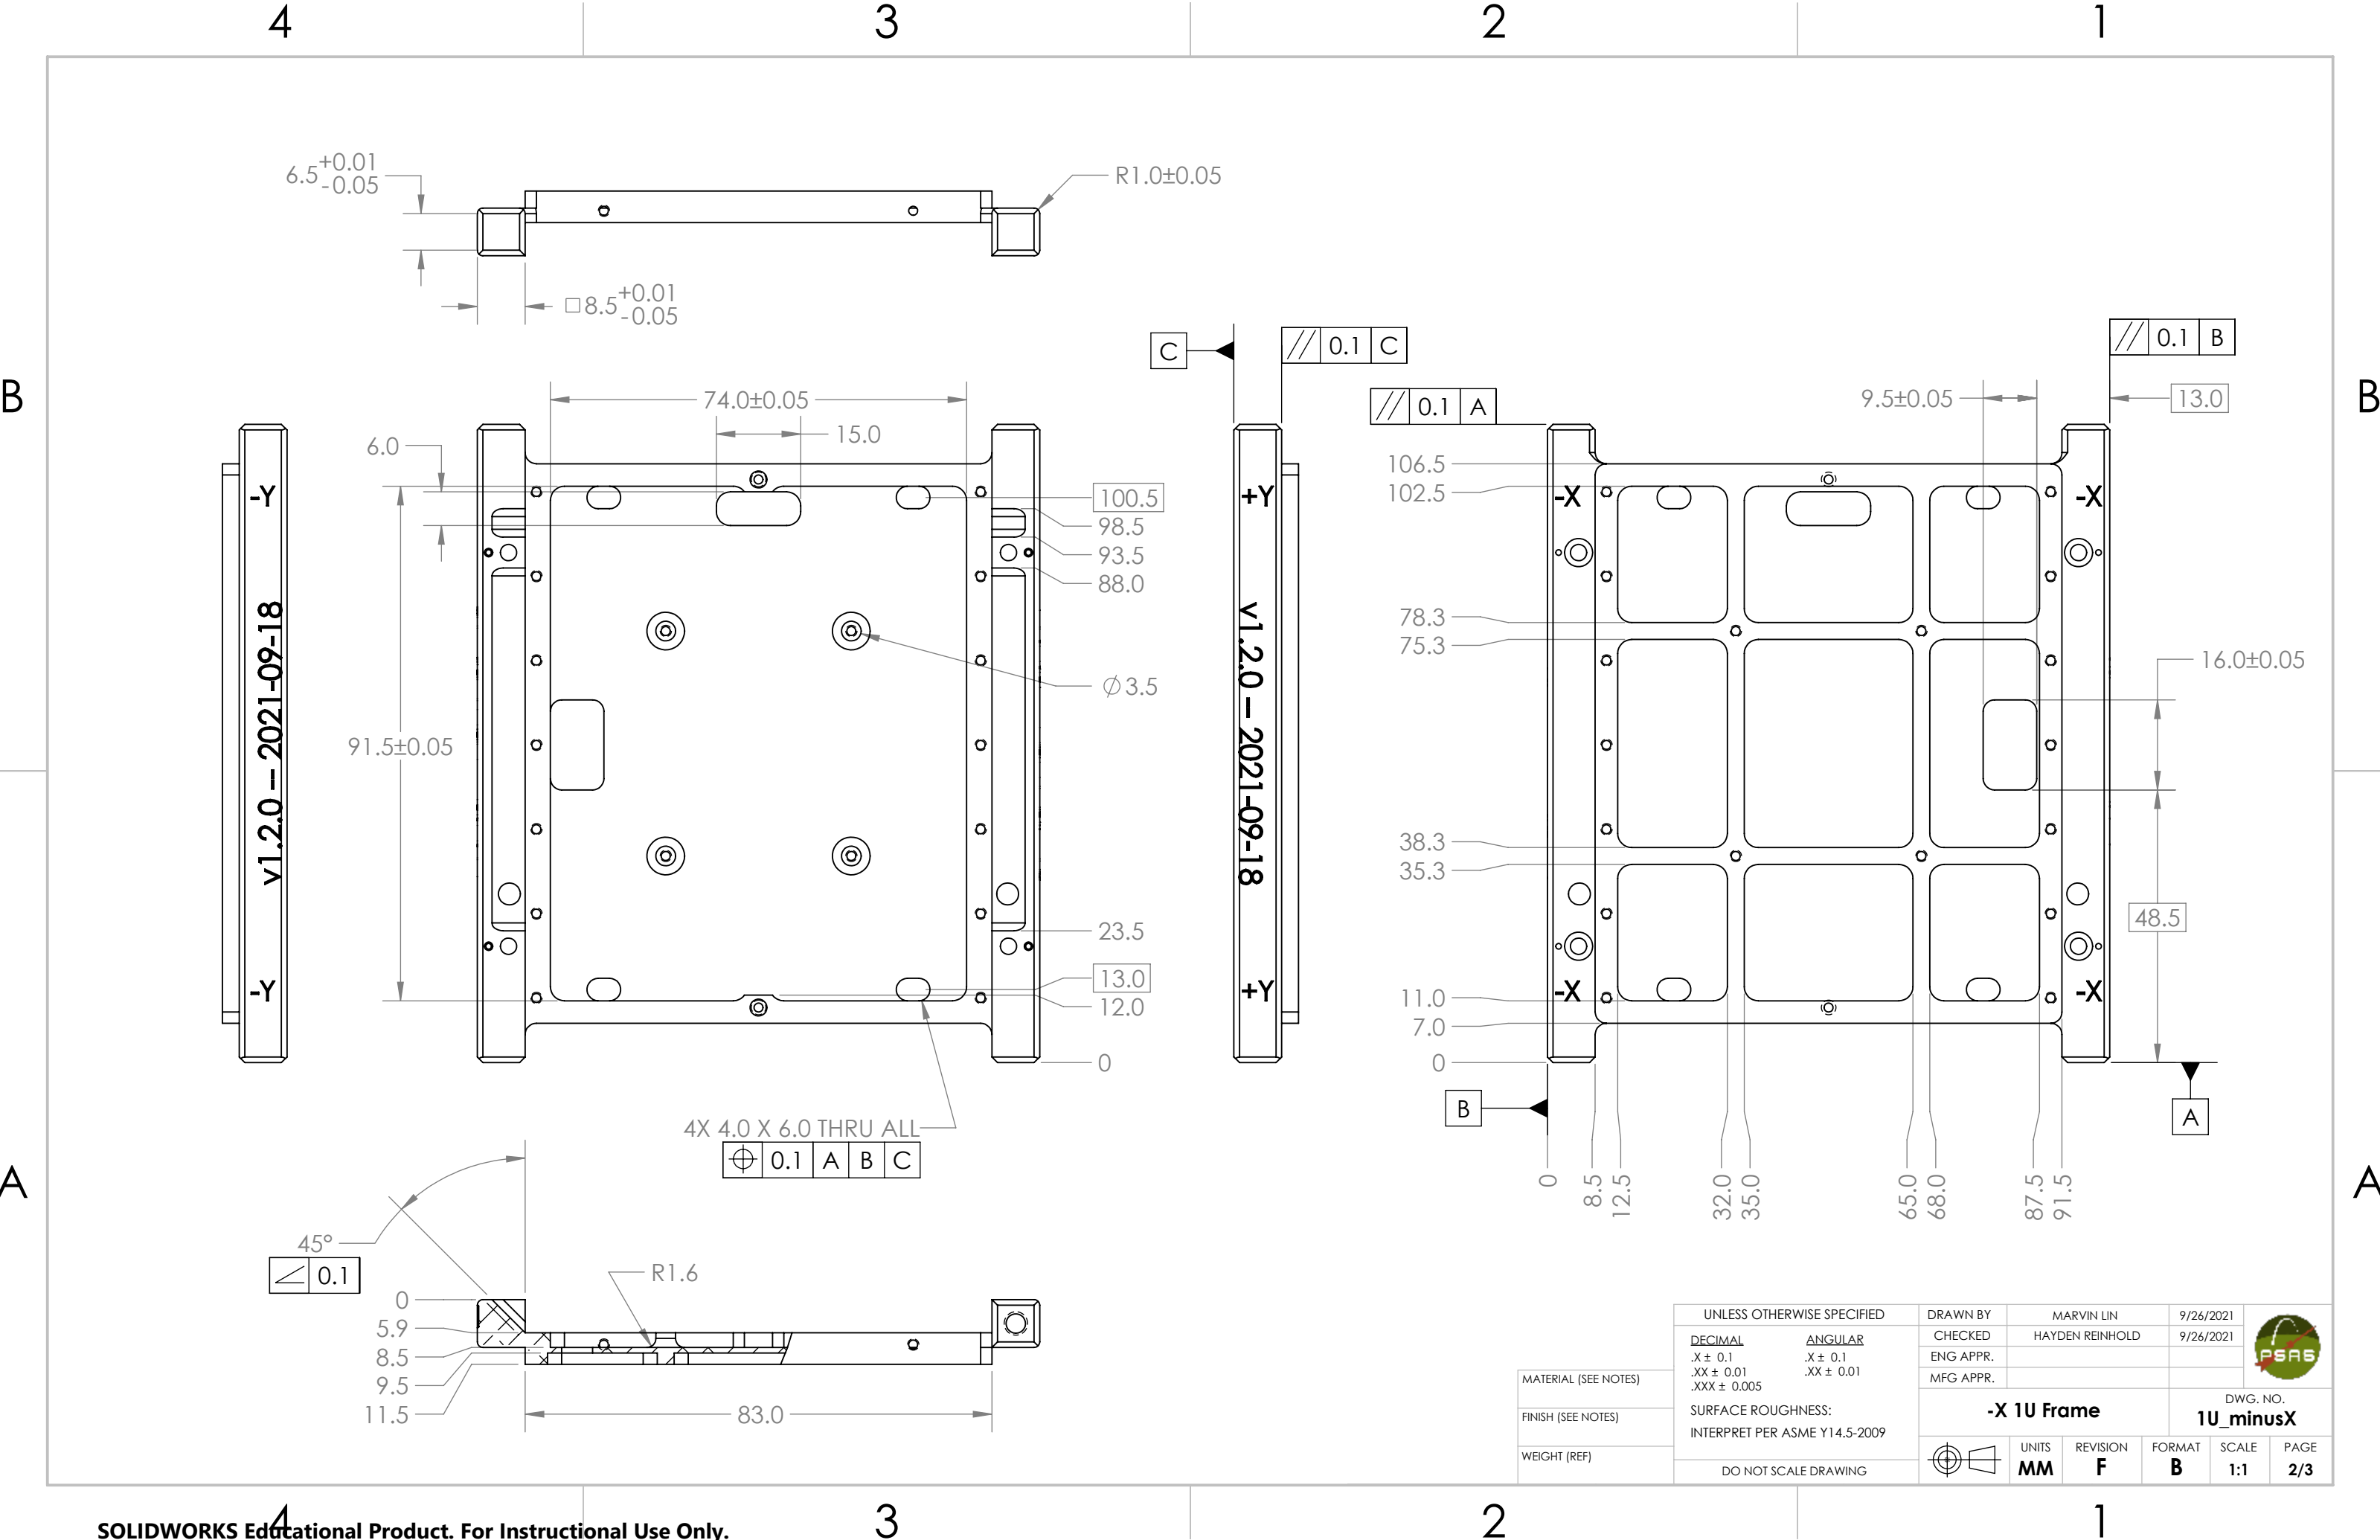 4 3 2 1
6.5 +0.01 -0.05
R1.0±0.05
□8.5 +0.01 -0.05
C
// 0.1 C
// 0.1 B
B
B
// 0.1 A
9.5±0.05
13.0
74.0±0.05
15.0
6.0
100.5
98.5
93.5
88.0
∅3.5
91.5±0.05
23.5
13.0
12.0
0
-Y
v1.2.0 -- 2021-09-18
-Y
+Y
v1.2.0 -- 2021-09-18
+Y
106.5
102.5
78.3
75.3
38.3
35.3
11.0
7.0
0
-X
-X
-X
-X
16.0±0.05
48.5
B
A
0
8.5
12.5
32.0
35.0
65.0
68.0
87.5
91.5
4X 4.0 X 6.0 THRU ALL
⌖ 0.1 A B C
A
A
45°
∠ 0.1
R1.6
0
5.9
8.5
9.5
11.5
83.0
MATERIAL (SEE NOTES)
FINISH (SEE NOTES)
WEIGHT (REF)
UNLESS OTHERWISE SPECIFIED
DECIMAL ANGULAR
.X ± 0.1 .X ± 0.1
.XX ± 0.01 .XX ± 0.01
.XXX ± 0.005
SURFACE ROUGHNESS:
INTERPRET PER ASME Y14.5-2009
DO NOT SCALE DRAWING
DRAWN BY MARVIN LIN 9/26/2021
CHECKED HAYDEN REINHOLD 9/26/2021
ENG APPR.
MFG APPR.
PSAS
-X 1U Frame
DWG. NO.
1U_minusX
UNITS REVISION FORMAT SCALE PAGE
MM F B 1:1 2/3
4 3 2 1
SOLIDWORKS Educational Product. For Instructional Use Only.